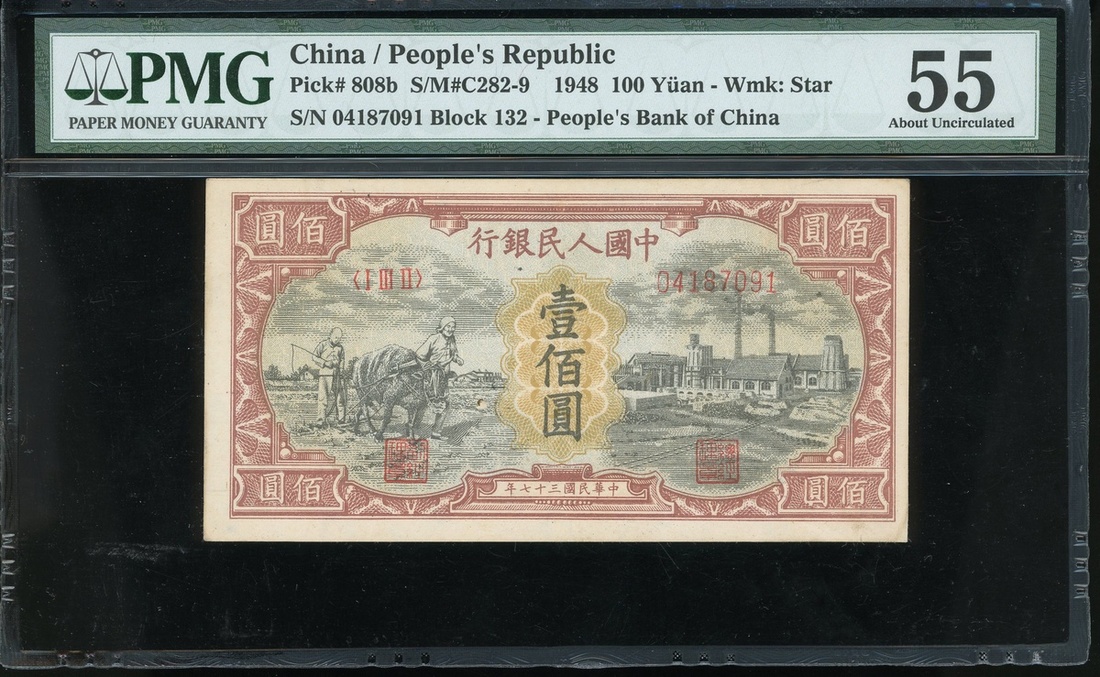 PMG
PAPER MONEY GUARANTY
China / People's Republic
Pick# 808b S/M#C282-9 1948 100 Yüan - Wmk: Star
S/N 04187091 Block 132 - People's Bank of China
55
About Uncirculated
圓佰
圓佰
行銀民人國中
〈I III II〉
04187091
壹佰圓
圓佰
年七十三國民華中
圓佰